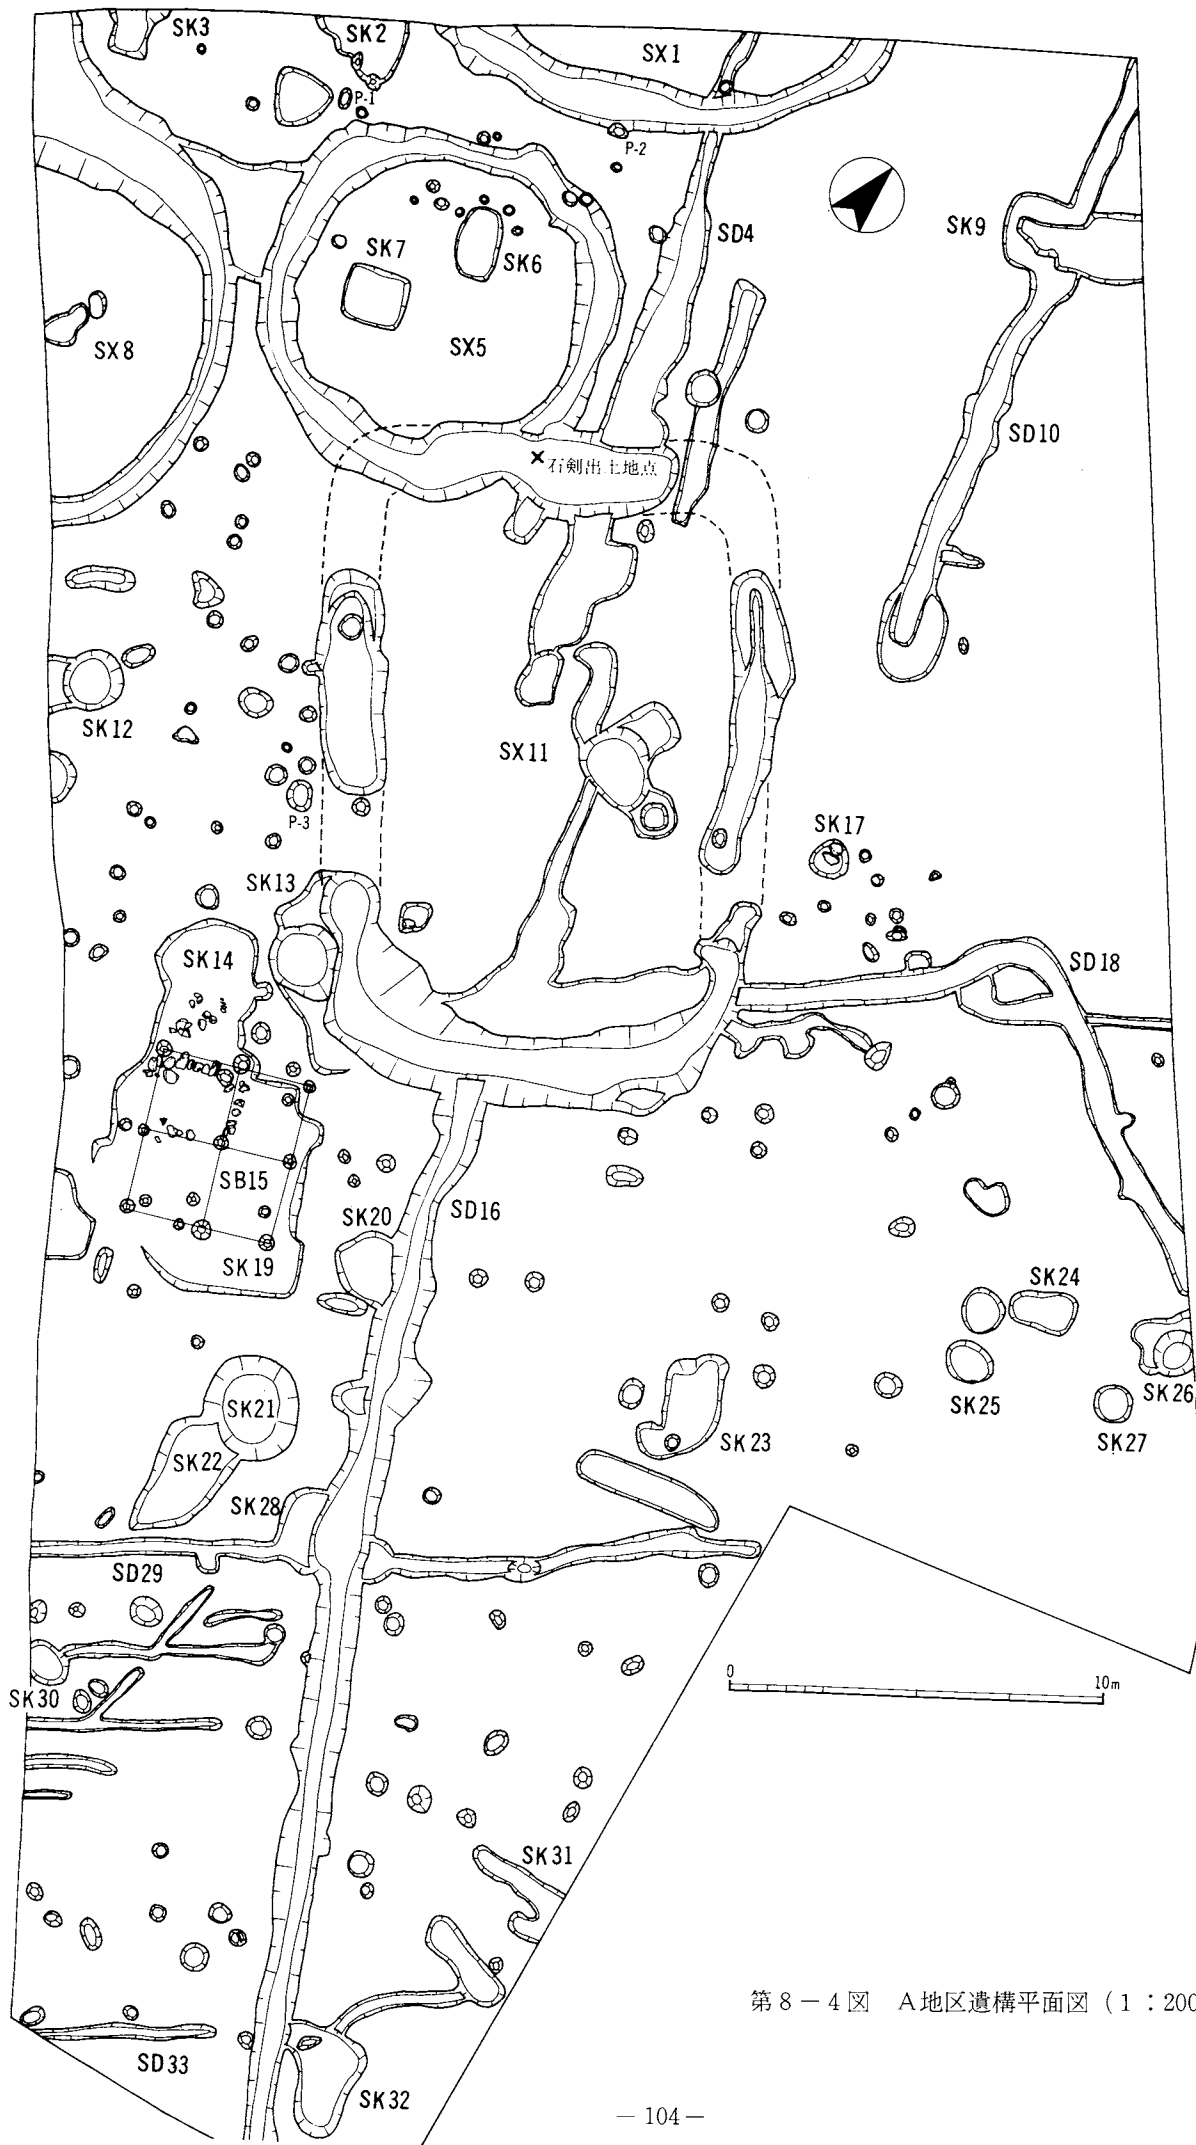 SK3
SK2
SX1
P-1
P-2
SK9
SD4
SK7
SK6
SX5
SX8
SD10
石剣出土地点
SK12
SX11
P-3
SK17
SK13
SK14
SD18
SB15
SK20
SD16
SK19
SK24
SK21
SK25
SK26
SK27
SK22
SK23
SK28
SD29
SK30
0 10m
SK31
第8-4図 A地区遺構平面図(1:200
SD33
SK32
— 104 —